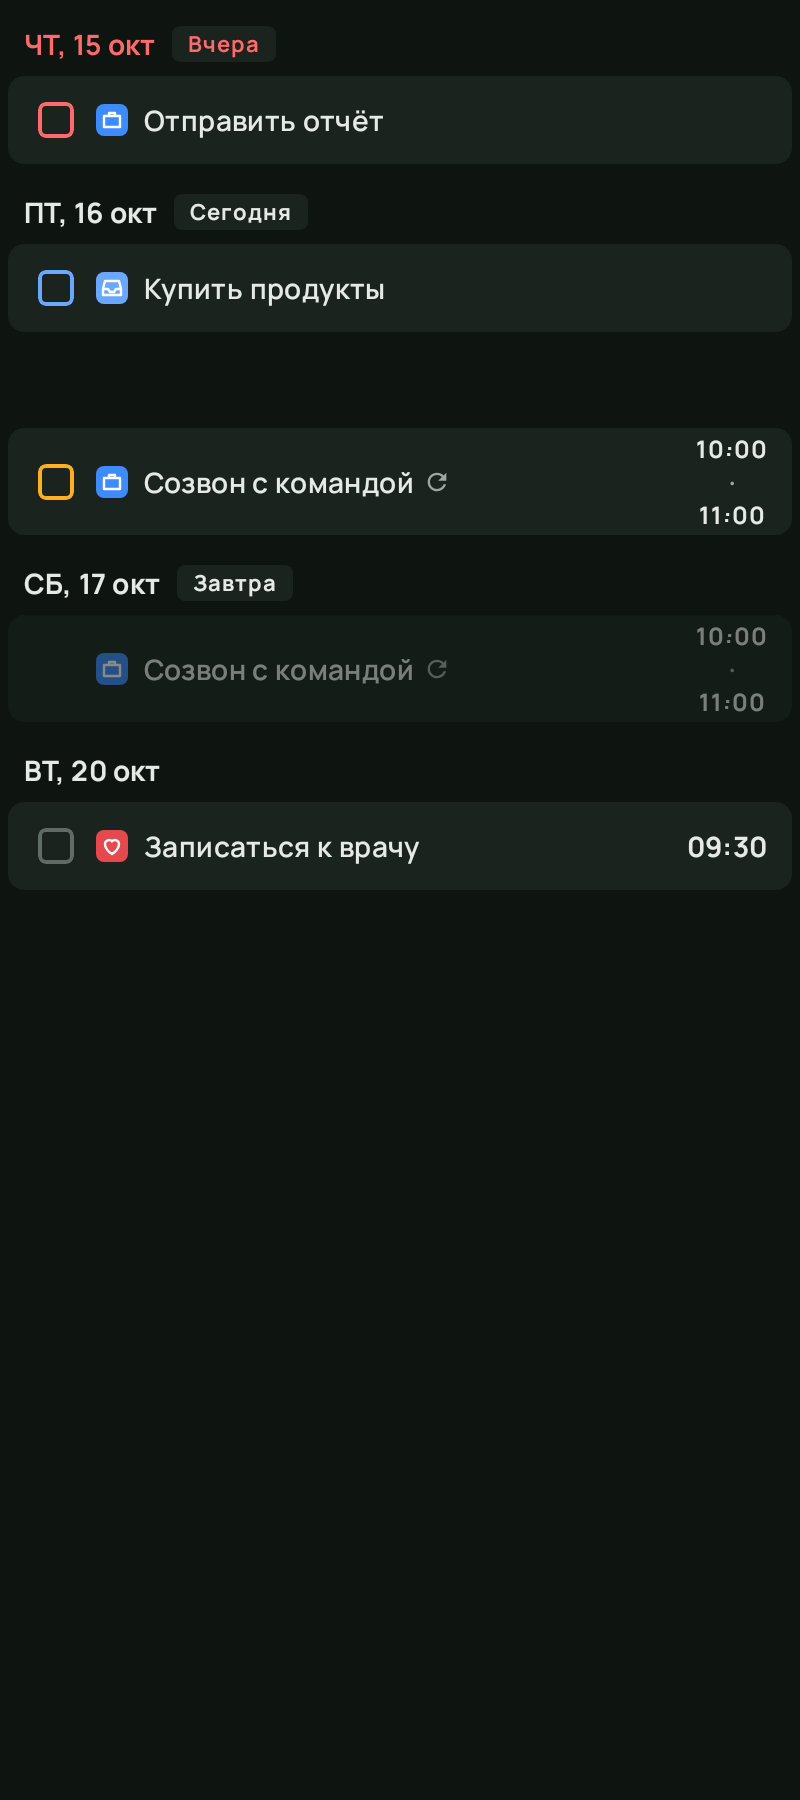 ЧТ, 15 окт Вчера
Отправить отчёт
ПТ, 16 окт Сегодня
Купить продукты
Созвон с командой 10:00 · 11:00
СБ, 17 окт Завтра
Созвон с командой 10:00 · 11:00
ВТ, 20 окт
Записаться к врачу 09:30